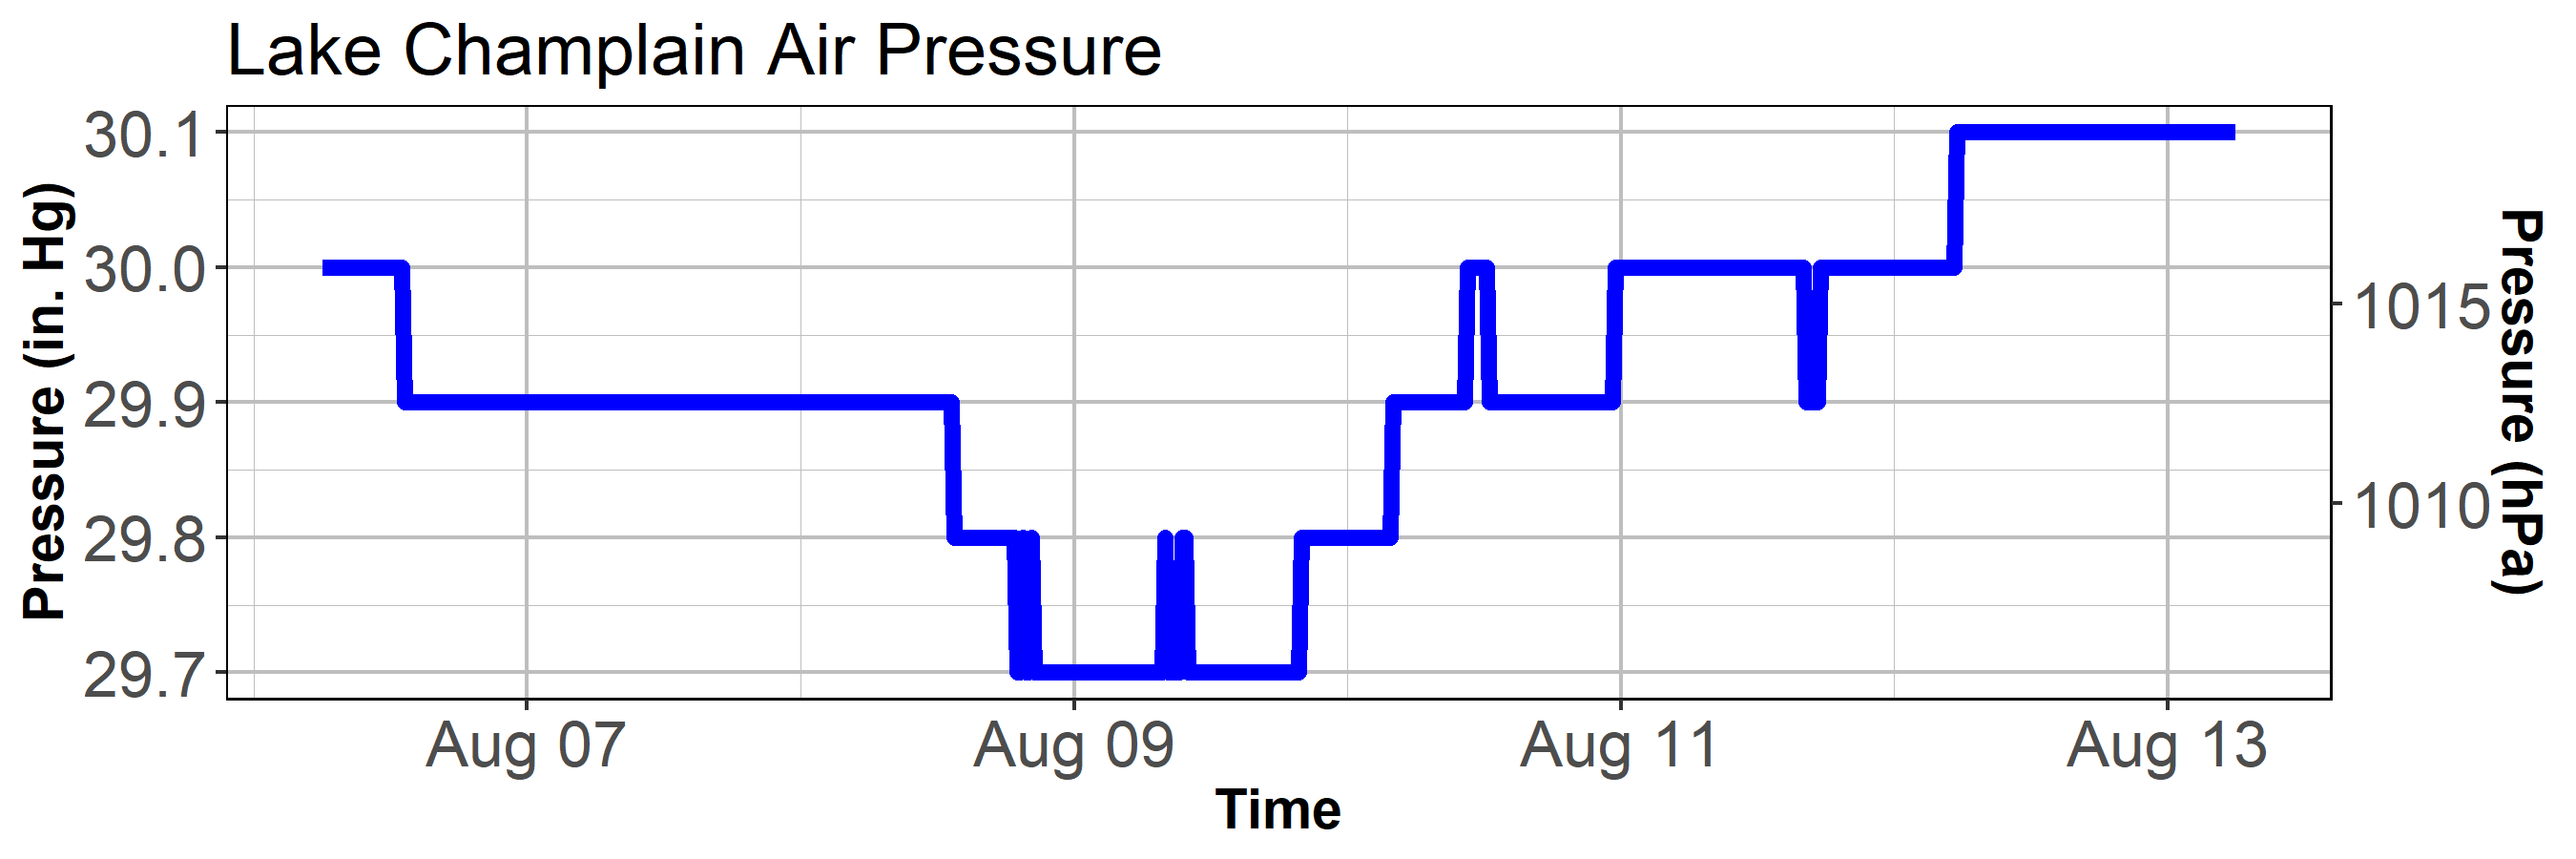 Lake Champlain Air Pressure
Pressure (in. Hg)
30.1
30.0
29.9
29.8
29.7
1015
1010
Pressure (hPa)
Aug 07 Aug 09 Aug 11 Aug 13
Time